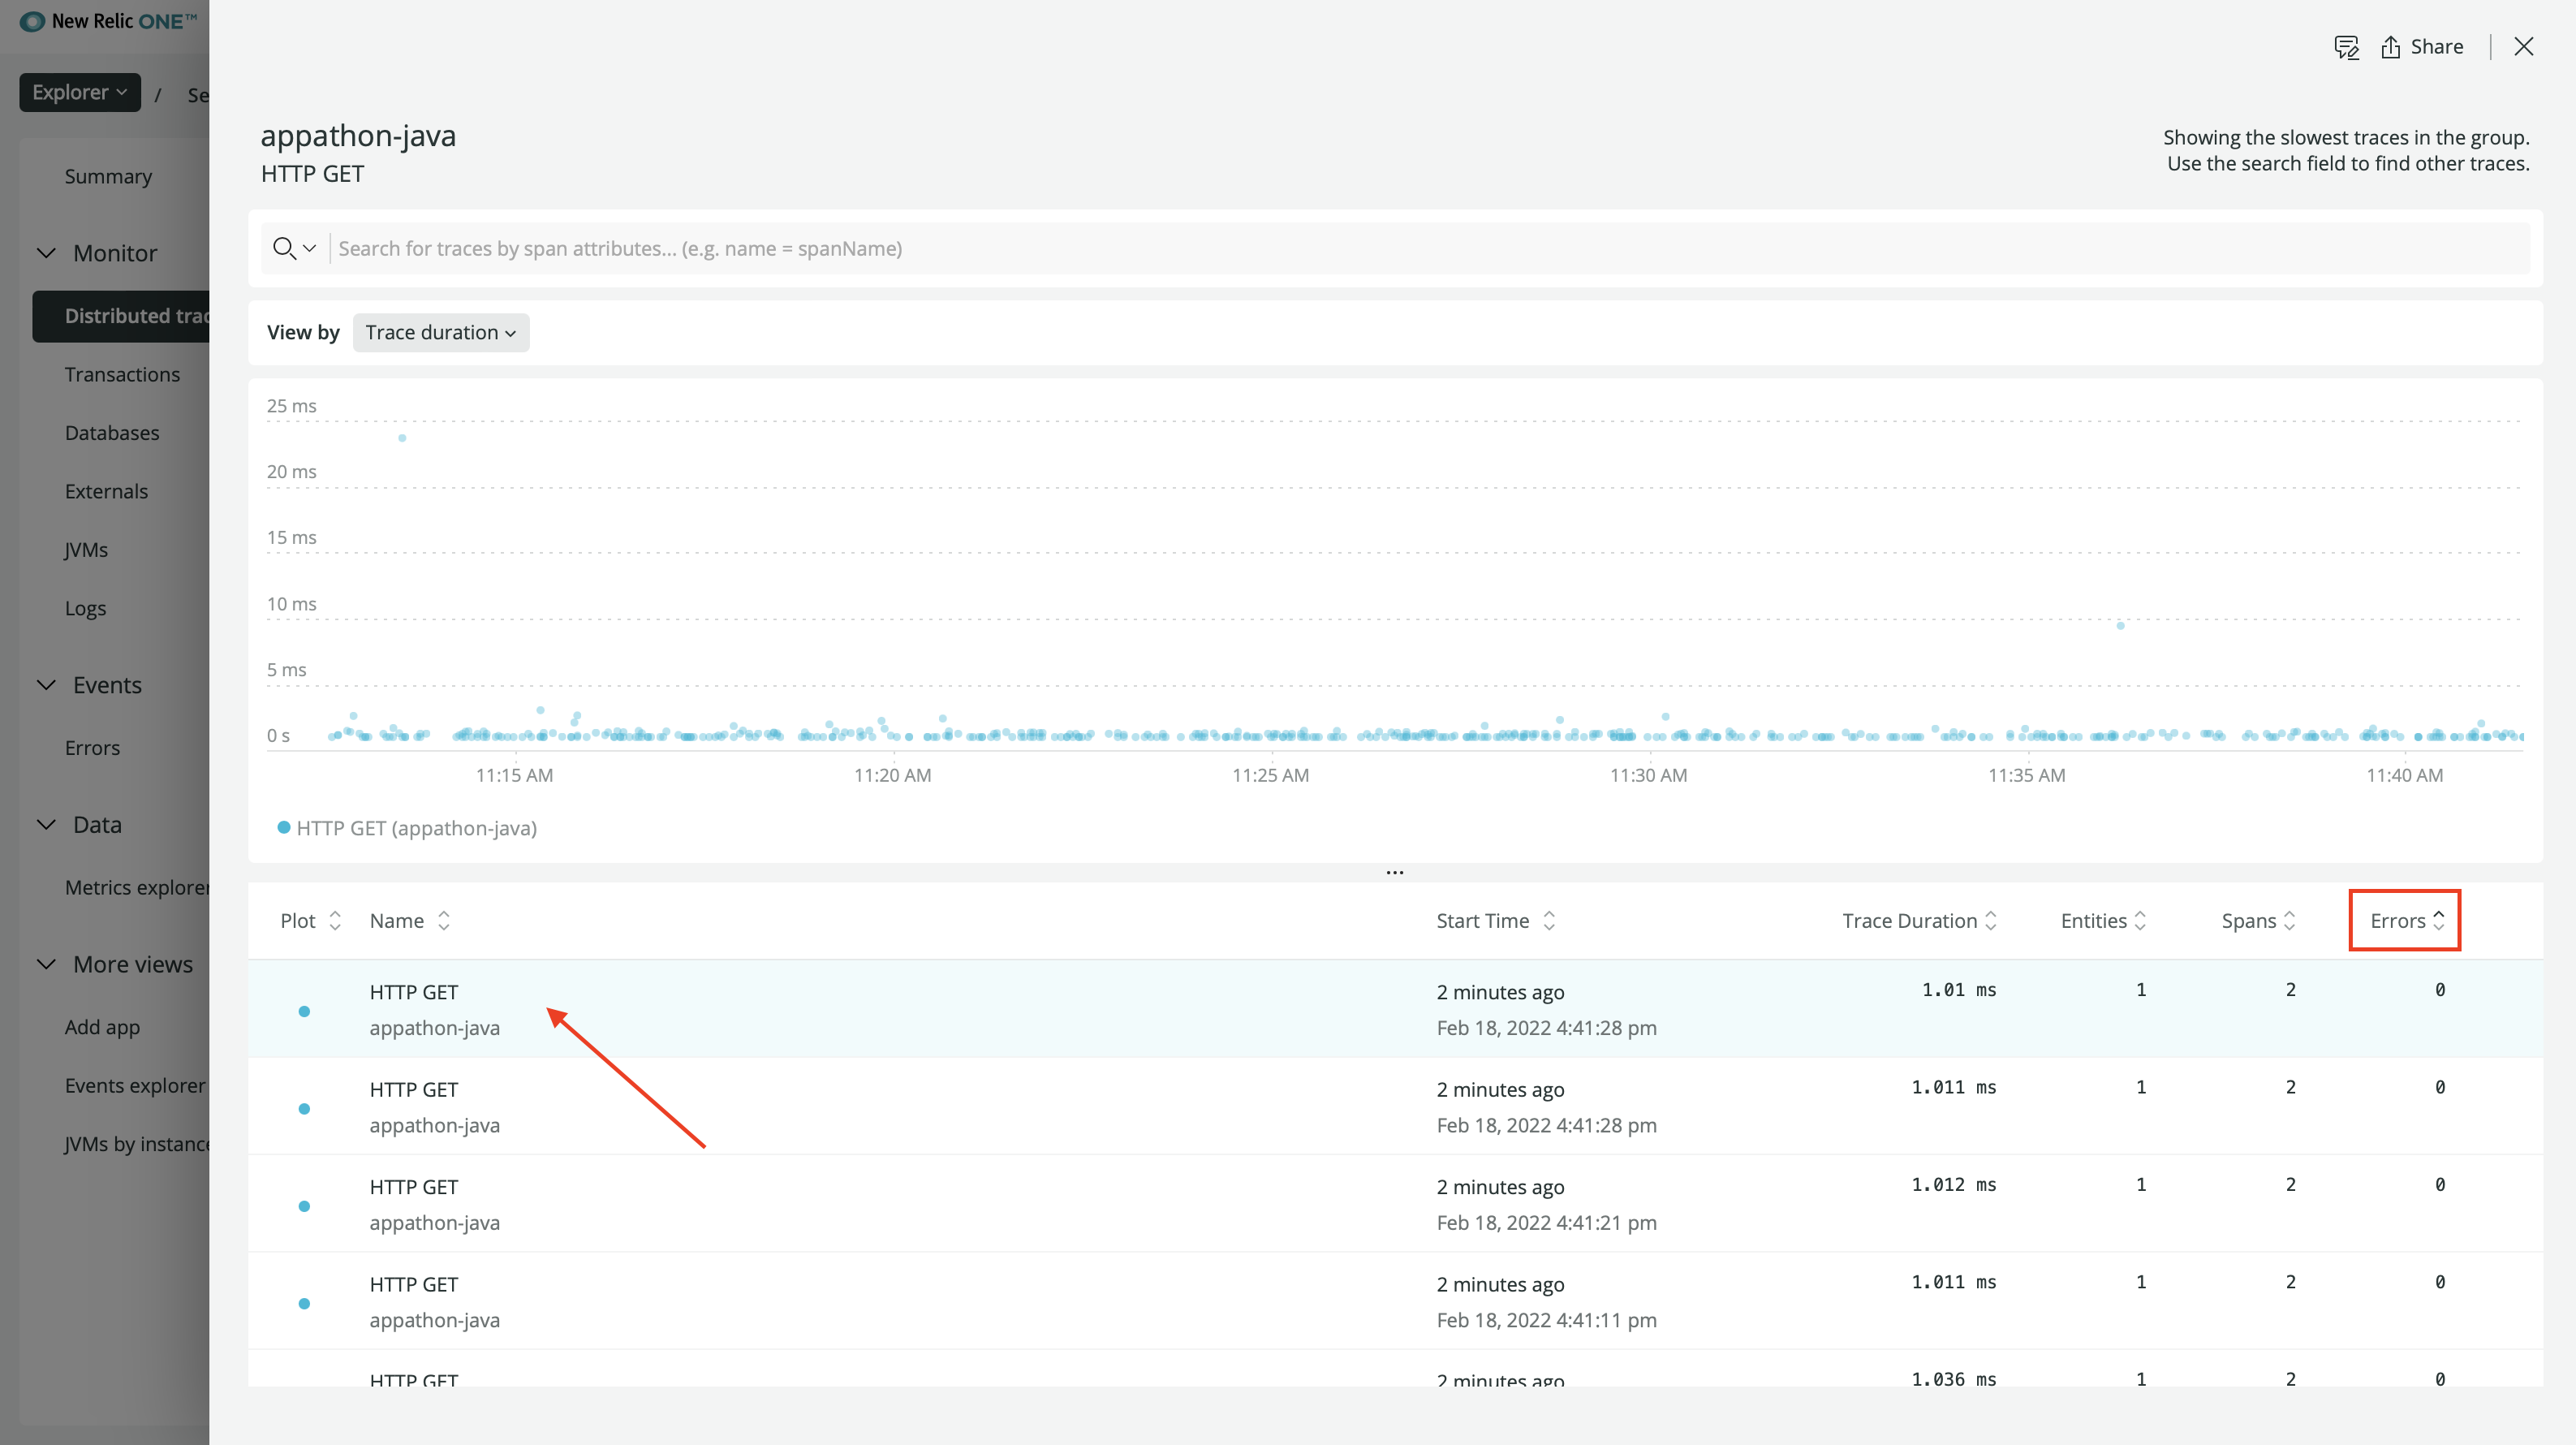 New Relic ONE™
Share
Explorer / Se
appathon-java
HTTP GET
Showing the slowest traces in the group.
Use the search field to find other traces.
Summary
Monitor
Distributed trac
Transactions
Databases
Externals
JVMs
Logs
Events
Errors
Data
Metrics explorer
More views
Add app
Events explorer
JVMs by instance
Search for traces by span attributes... (e.g. name = spanName)
View by Trace duration
25 ms
20 ms
15 ms
10 ms
5 ms
0 s
11:15 AM 11:20 AM 11:25 AM 11:30 AM 11:35 AM 11:40 AM
HTTP GET (appathon-java)
...
Plot Name Start Time Trace Duration Entities Spans Errors
HTTP GET 2 minutes ago 1.01 ms 1 2 0
appathon-java Feb 18, 2022 4:41:28 pm
HTTP GET 2 minutes ago 1.011 ms 1 2 0
appathon-java Feb 18, 2022 4:41:28 pm
HTTP GET 2 minutes ago 1.012 ms 1 2 0
appathon-java Feb 18, 2022 4:41:21 pm
HTTP GET 2 minutes ago 1.011 ms 1 2 0
appathon-java Feb 18, 2022 4:41:11 pm
HTTP GET 2 minutes ago 1.036 ms 1 2 0